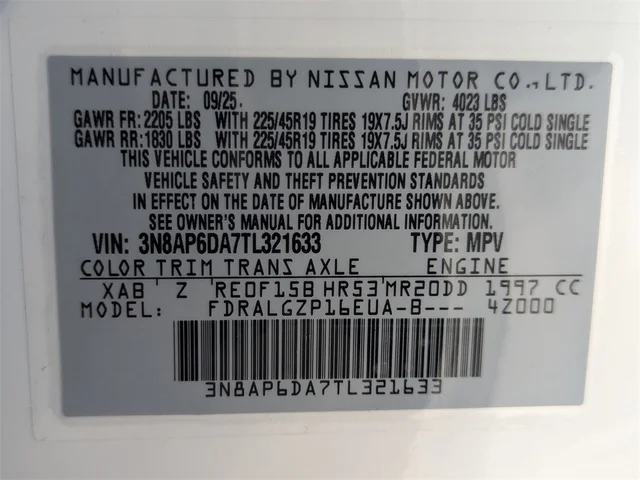 MANUFACTURED BY NISSAN MOTOR CO.,LTD.
DATE: 09/25. GVWR: 4023 LBS
GAWR FR: 2205 LBS WITH 225/45R19 TIRES 19X7.5J RIMS AT 35 PSI COLD SINGLE
GAWR RR: 1830 LBS WITH 225/45R19 TIRES 19X7.5J RIMS AT 35 PSI COLD SINGLE
THIS VEHICLE CONFORMS TO ALL APPLICABLE FEDERAL MOTOR
VEHICLE SAFETY AND THEFT PREVENTION STANDARDS
IN EFFECT ON THE DATE OF MANUFACTURE SHOWN ABOVE.
SEE OWNER'S MANUAL FOR ADDITIONAL INFORMATION.
VIN: 3N8AP6DA7TL321633 TYPE: MPV
COLOR TRIM TRANS AXLE ENGINE
XAB Z RE0F15B HR53 MR20DD 1997 CC
MODEL: FDRALGZP16EUA-B--- 4Z000
3N8AP6DA7TL321633